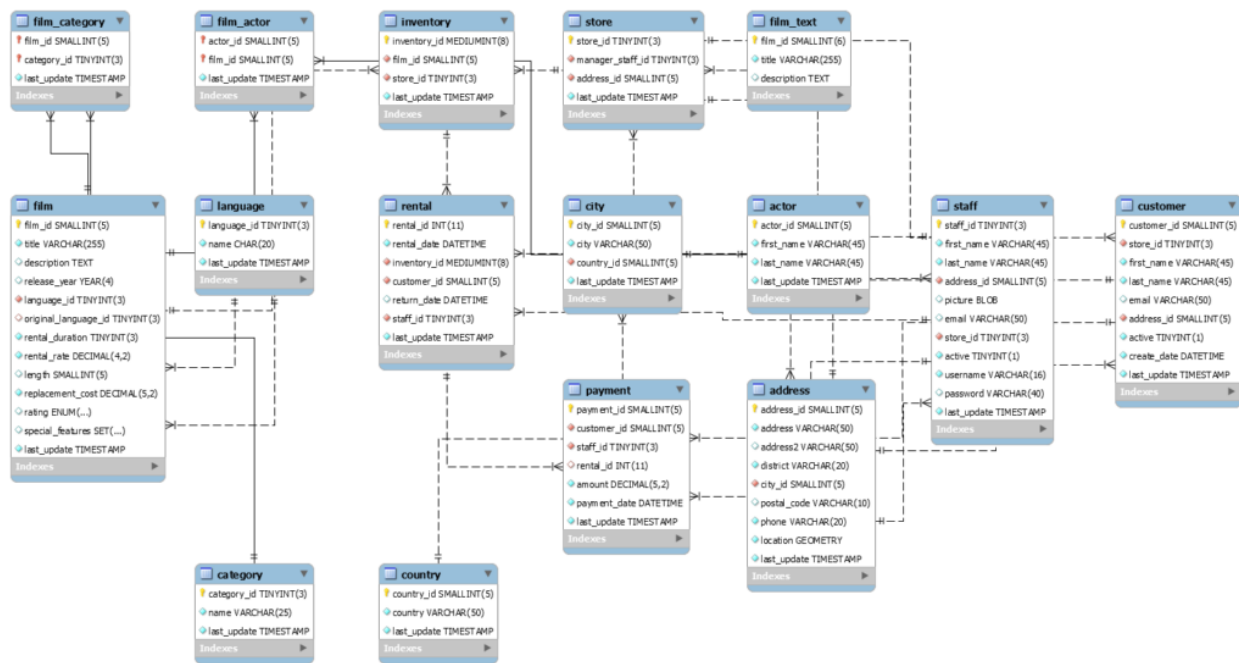 film_category
film_id SMALLINT(5)
category_id TINYINT(3)
last_update TIMESTAMP
Indexes
film_actor
actor_id SMALLINT(5)
film_id SMALLINT(5)
last_update TIMESTAMP
Indexes
inventory
inventory_id MEDIUMINT(8)
film_id SMALLINT(5)
store_id TINYINT(3)
last_update TIMESTAMP
Indexes
store
store_id TINYINT(3)
manager_staff_id TINYINT(3)
address_id SMALLINT(5)
last_update TIMESTAMP
Indexes
film_text
film_id SMALLINT(6)
title VARCHAR(255)
description TEXT
Indexes
film
film_id SMALLINT(5)
title VARCHAR(255)
description TEXT
release_year YEAR(4)
language_id TINYINT(3)
original_language_id TINYINT(3)
rental_duration TINYINT(3)
rental_rate DECIMAL(4,2)
length SMALLINT(5)
replacement_cost DECIMAL(5,2)
rating ENUM(...)
special_features SET(...)
last_update TIMESTAMP
Indexes
language
language_id TINYINT(3)
name CHAR(20)
last_update TIMESTAMP
Indexes
rental
rental_id INT(11)
rental_date DATETIME
inventory_id MEDIUMINT(8)
customer_id SMALLINT(5)
return_date DATETIME
staff_id TINYINT(3)
last_update TIMESTAMP
Indexes
city
city_id SMALLINT(5)
city VARCHAR(50)
country_id SMALLINT(5)
last_update TIMESTAMP
Indexes
actor
actor_id SMALLINT(5)
first_name VARCHAR(45)
last_name VARCHAR(45)
last_update TIMESTAMP
Indexes
staff
staff_id TINYINT(3)
first_name VARCHAR(45)
last_name VARCHAR(45)
address_id SMALLINT(5)
picture BLOB
email VARCHAR(50)
store_id TINYINT(3)
active TINYINT(1)
username VARCHAR(16)
password VARCHAR(40)
last_update TIMESTAMP
Indexes
customer
customer_id SMALLINT(5)
store_id TINYINT(3)
first_name VARCHAR(45)
last_name VARCHAR(45)
email VARCHAR(50)
address_id SMALLINT(5)
active TINYINT(1)
create_date DATETIME
last_update TIMESTAMP
Indexes
payment
payment_id SMALLINT(5)
customer_id SMALLINT(5)
staff_id TINYINT(3)
rental_id INT(11)
amount DECIMAL(5,2)
payment_date DATETIME
last_update TIMESTAMP
Indexes
address
address_id SMALLINT(5)
address VARCHAR(50)
address2 VARCHAR(50)
district VARCHAR(20)
city_id SMALLINT(5)
postal_code VARCHAR(10)
phone VARCHAR(20)
location GEOMETRY
last_update TIMESTAMP
Indexes
category
category_id TINYINT(3)
name VARCHAR(25)
last_update TIMESTAMP
Indexes
country
country_id SMALLINT(5)
country VARCHAR(50)
last_update TIMESTAMP
Indexes